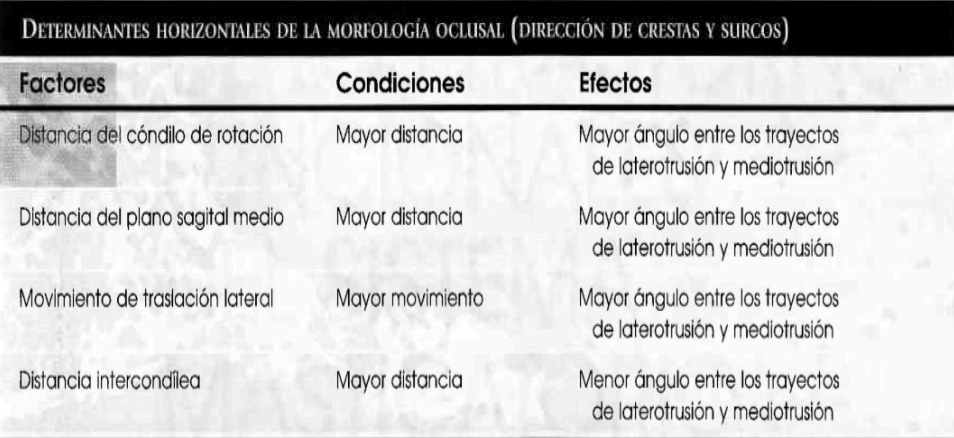 DETERMINANTES HORIZONTALES DE LA MORFOLOGÍA OCLUSAL (DIRECCIÓN DE CRESTAS Y SURCOS)
Factores Condiciones Efectos
Distancia del cóndilo de rotación Mayor distancia Mayor ángulo entre los trayectos
de laterotrusión y mediotrusión
Distancia del plano sagital medio Mayor distancia Mayor ángulo entre los trayectos
de laterotrusión y mediotrusión
Movimiento de traslación lateral Mayor movimiento Mayor ángulo entre los trayectos
de laterotrusión y mediotrusión
Distancia intercondílea Mayor distancia Menor ángulo entre los trayectos
de laterotrusión y mediotrusión